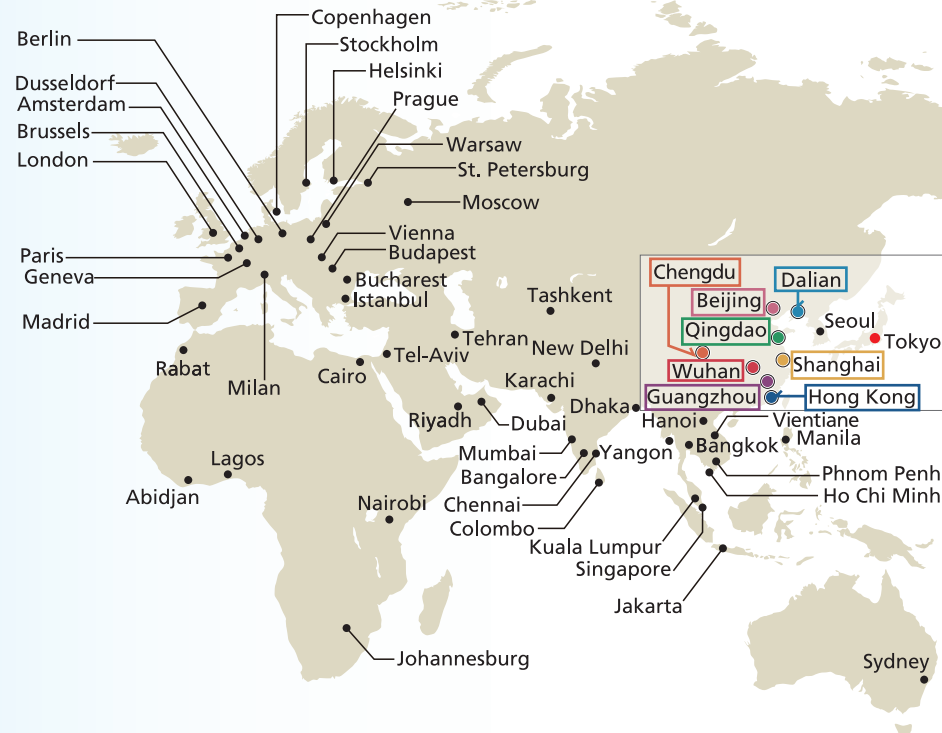 Copenhagen
Berlin
Stockholm
Helsinki
Dusseldorf
Prague
Amsterdam
Brussels
Warsaw
London
St. Petersburg
Moscow
Vienna
Budapest
Paris
Geneva
Bucharest
Istanbul
Madrid
Tashkent
Chengdu
Dalian
Beijing
Seoul
Qingdao
Tokyo
Tehran
New Delhi
Tel-Aviv
Rabat
Milan
Cairo
Shanghai
Wuhan
Karachi
Guangzhou
Hong Kong
Dhaka
Riyadh
Dubai
Hanoi
Vientiane
Manila
Bangkok
Mumbai
Yangon
Lagos
Bangalore
Phnom Penh
Abidjan
Nairobi
Chennai
Ho Chi Minh
Colombo
Kuala Lumpur
Singapore
Jakarta
Johannesburg
Sydney